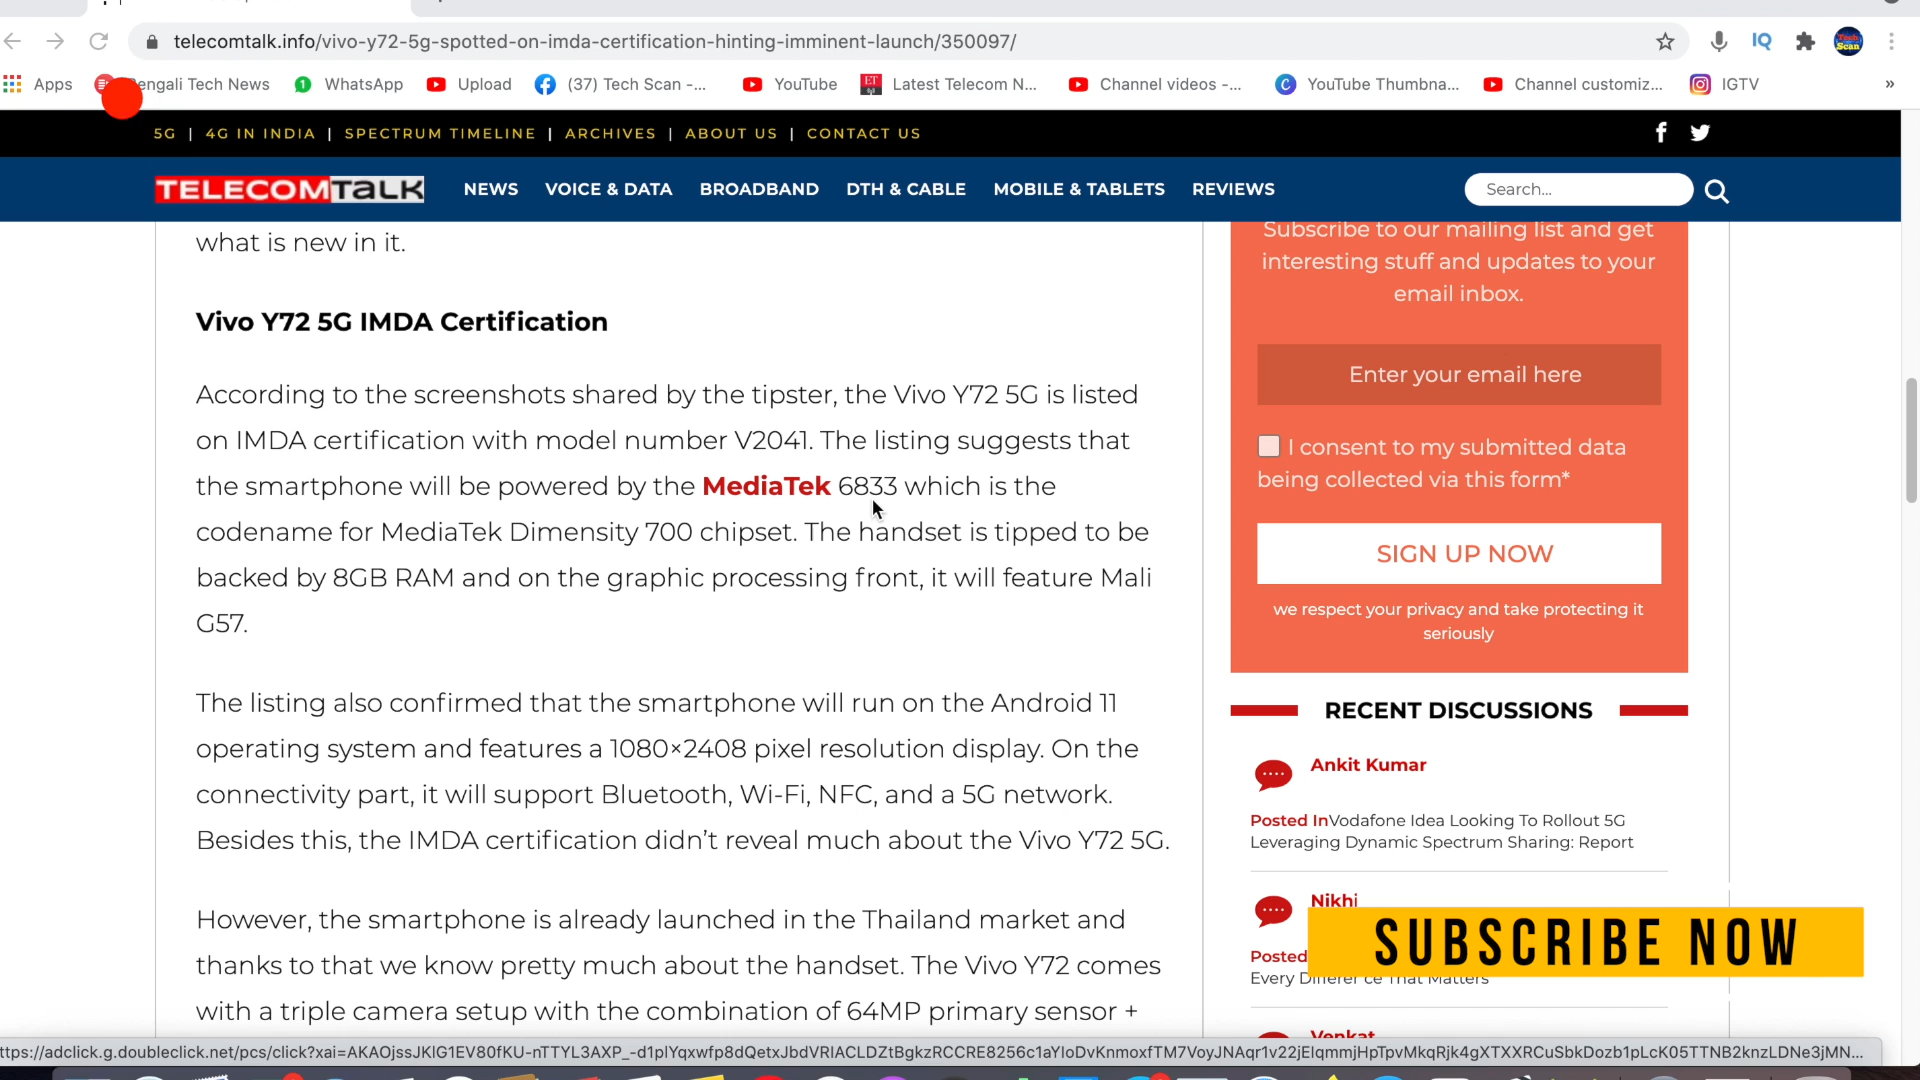 telecomtalk.info/vivo-y72-5g-spotted-on-imda-certification-hinting-imminent-launch/350097/
IQ
Tech Scan
Apps
engali Tech News
1
WhatsApp
Upload
(37) Tech Scan -...
YouTube
ET
Latest Telecom N...
Channel videos -...
C
YouTube Thumbna...
Channel customiz...
IGTV
»
5G | 4G IN INDIA | SPECTRUM TIMELINE | ARCHIVES | ABOUT US | CONTACT US
TELECOMTALK
NEWS VOICE & DATA BROADBAND DTH & CABLE MOBILE & TABLETS REVIEWS
Search...
what is new in it.
Vivo Y72 5G IMDA Certification
According to the screenshots shared by the tipster, the Vivo Y72 5G is listed
on IMDA certification with model number V2041. The listing suggests that
the smartphone will be powered by the MediaTek 6833 which is the
codename for MediaTek Dimensity 700 chipset. The handset is tipped to be
backed by 8GB RAM and on the graphic processing front, it will feature Mali
G57.
The listing also confirmed that the smartphone will run on the Android 11
operating system and features a 1080×2408 pixel resolution display. On the
connectivity part, it will support Bluetooth, Wi-Fi, NFC, and a 5G network.
Besides this, the IMDA certification didn't reveal much about the Vivo Y72 5G.
However, the smartphone is already launched in the Thailand market and
thanks to that we know pretty much about the handset. The Vivo Y72 comes
with a triple camera setup with the combination of 64MP primary sensor +
Subscribe to our mailing list and get
interesting stuff and updates to your
email inbox.
Enter your email here
I consent to my submitted data
being collected via this form*
SIGN UP NOW
we respect your privacy and take protecting it
seriously
RECENT DISCUSSIONS
Ankit Kumar
Posted InVodafone Idea Looking To Rollout 5G
Leveraging Dynamic Spectrum Sharing: Report
Nikhi
Posted
Every Difference That Matters
SUBSCRIBE NOW
Venkat